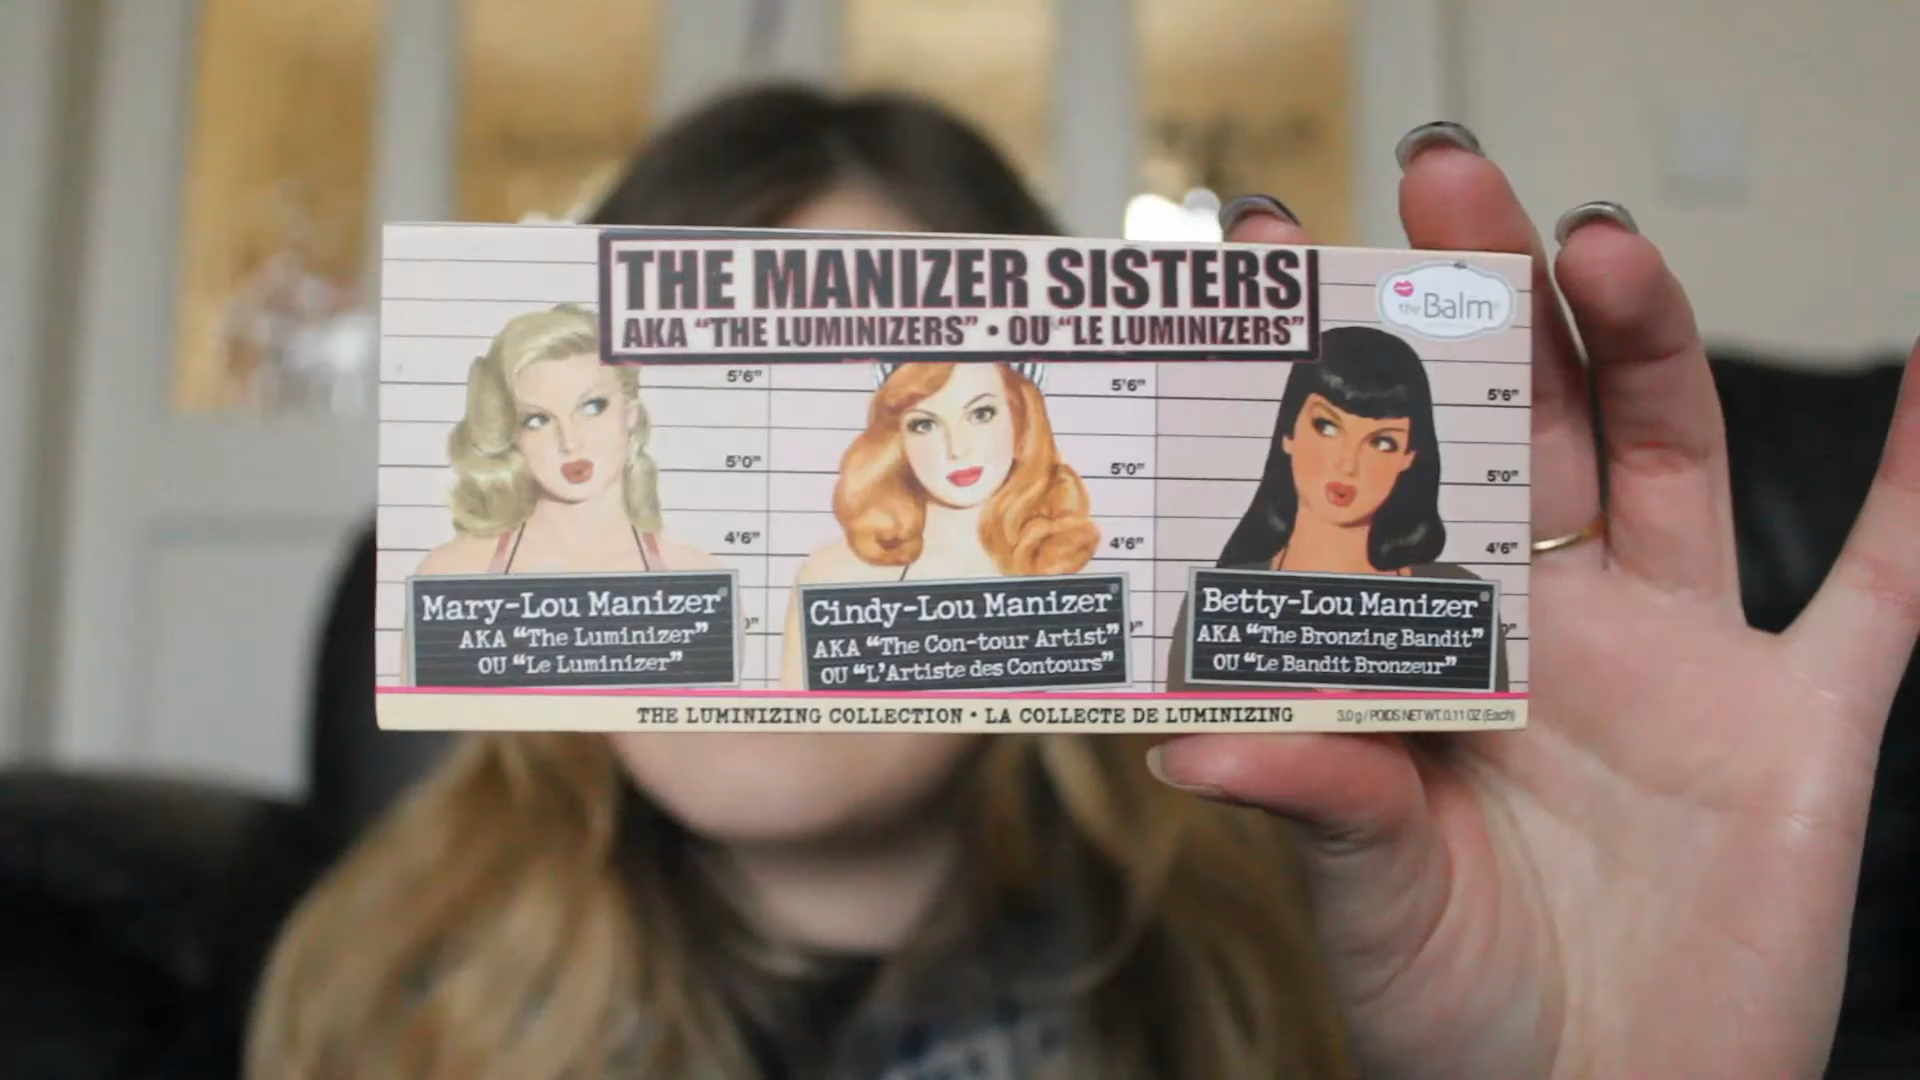 THE MANIZER SISTERS
AKA "THE LUMINIZERS" • OU "LE LUMINIZERS"
the Balm®
5'6"
5'6"
5'6"
5'0"
5'0"
5'0"
4'6"
4'6"
4'6"
Mary-Lou Manizer®
AKA "The Luminizer"
OU "Le Luminizer"
Cindy-Lou Manizer®
AKA "The Con-tour Artist"
OU "L'Artiste des Contours"
Betty-Lou Manizer®
AKA "The Bronzing Bandit"
OU "Le Bandit Bronzeur"
THE LUMINIZING COLLECTION • LA COLLECTE DE LUMINIZING
3.0 g / POIDS NET WT. 0.11 OZ (Each)